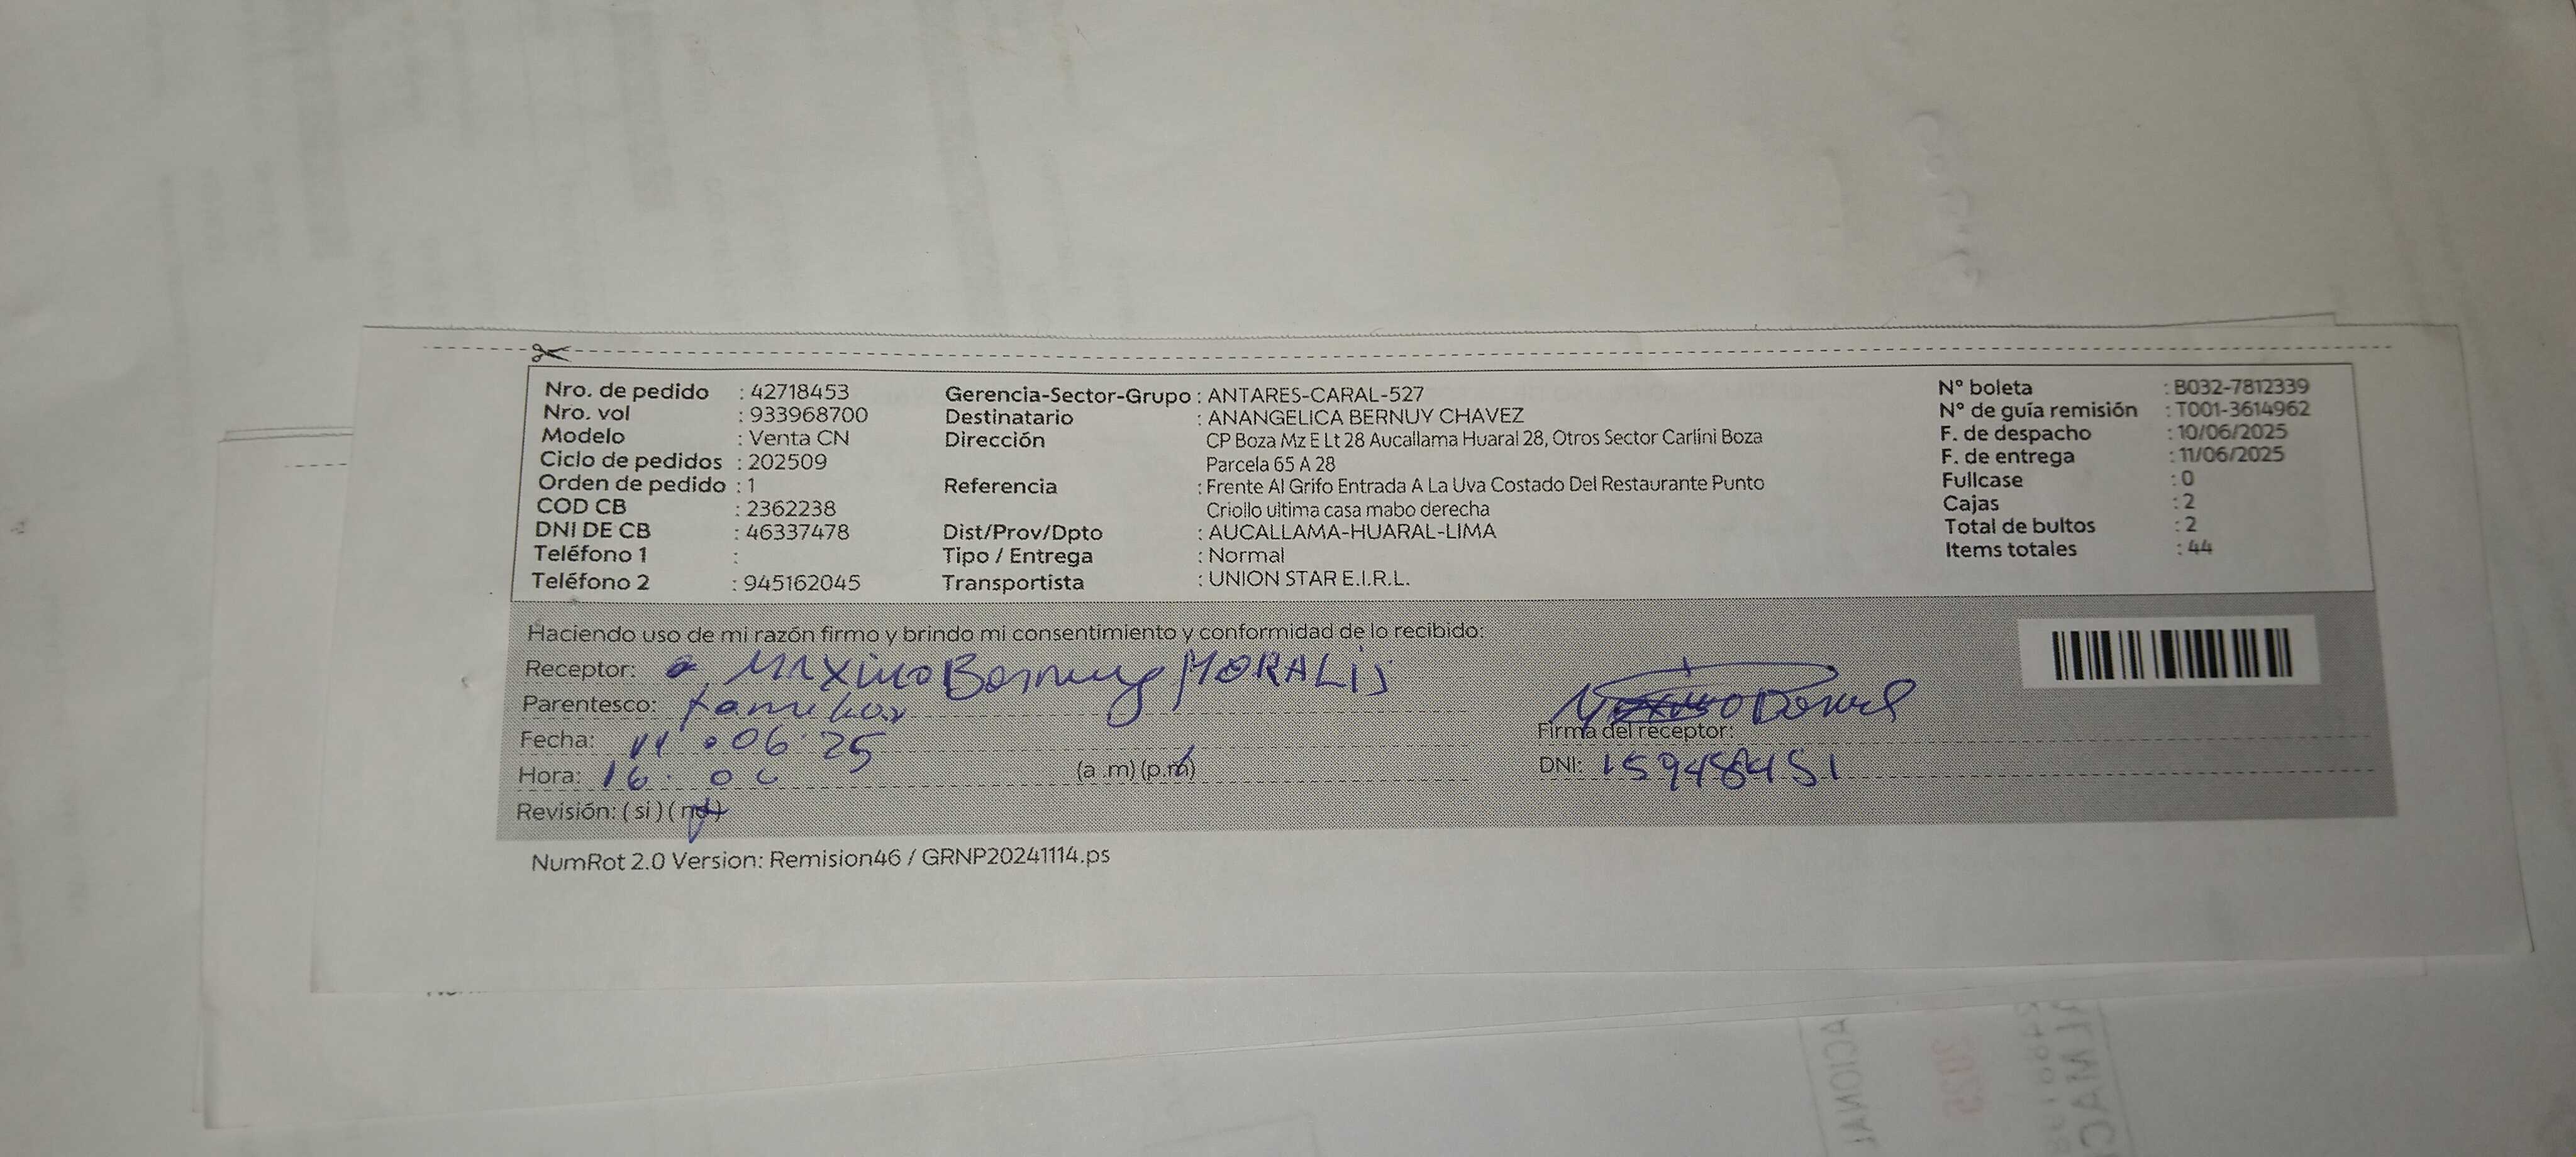 Nro. de pedido : 42718453 Gerencia-Sector-Grupo : ANTARES-CARAL-527 N° boleta : B032-7812339
Nro. vol : 933968700 Destinatario : ANANGELICA BERNUY CHAVEZ N° de guía remisión : T001-3614962
Modelo : Venta CN Dirección CP Boza Mz E Lt 28 Aucallama Huaral 28, Otros Sector Carlini Boza F. de despacho : 10/06/2025
Ciclo de pedidos : 202509 Parcela 65 A 28 F. de entrega : 11/06/2025
Orden de pedido : 1 Referencia : Frente Al Grifo Entrada A La Uva Costado Del Restaurante Punto Fullcase : 0
COD CB : 2362238 Criollo ultima casa mabo derecha Cajas : 2
DNI DE CB : 46337478 Dist/Prov/Dpto : AUCALLAMA-HUARAL-LIMA Total de bultos : 2
Teléfono 1 : Tipo / Entrega : Normal Items totales : 44
Teléfono 2 : 945162045 Transportista : UNION STAR E.I.R.L.
Haciendo uso de mi razón firmo y brindo mi consentimiento y conformidad de lo recibido:
Receptor: Maximo Bernuy MORALIS
Parentesco: familiar
Fecha: 11.06.25 Firma del receptor:
Hora: 16.00 (a .m) (p.m) DNI: 15948451
Revisión: ( si ) ( no )
NumRot 2.0 Version: Remision46 / GRNP20241114.ps